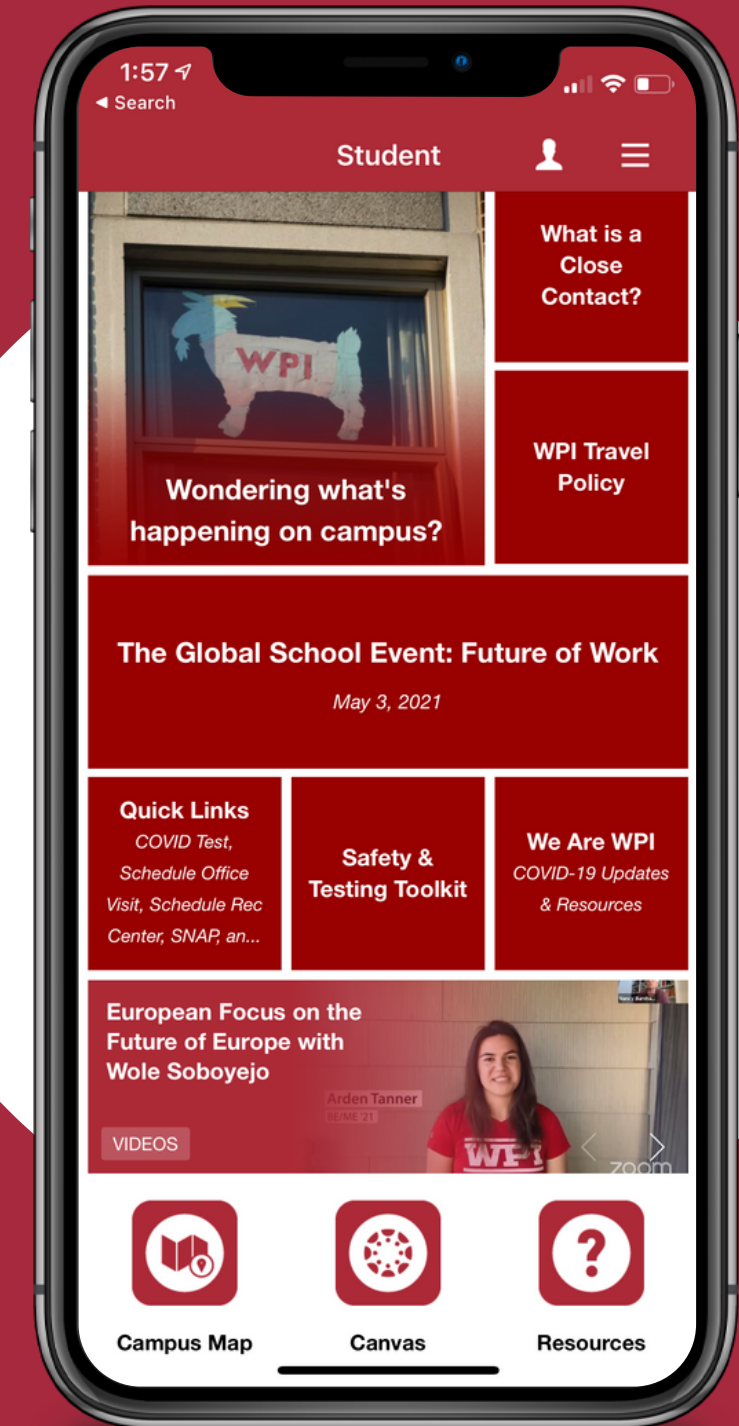 1:57
Search
Student
WPI
Wondering what's
happening on campus?
What is a
Close
Contact?
WPI Travel
Policy
The Global School Event: Future of Work
May 3, 2021
Quick Links
COVID Test,
Schedule Office
Visit, Schedule Rec
Center, SNAP, an...
Safety &
Testing Toolkit
We Are WPI
COVID-19 Updates
& Resources
European Focus on the
Future of Europe with
Wole Soboyejo
VIDEOS
Arden Tanner
BE/ME '21
WPI
zoom
Campus Map
Canvas
Resources